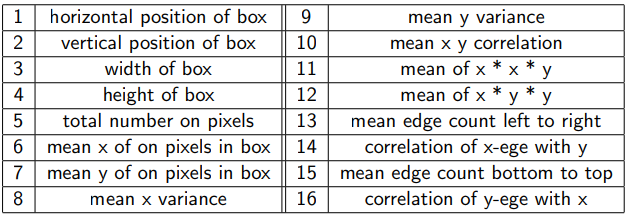 1 horizontal position of box 9 mean y variance
2 vertical position of box 10 mean x y correlation
3 width of box 11 mean of x * x * y
4 height of box 12 mean of x * y * y
5 total number on pixels 13 mean edge count left to right
6 mean x of on pixels in box 14 correlation of x-ege with y
7 mean y of on pixels in box 15 mean edge count bottom to top
8 mean x variance 16 correlation of y-ege with x